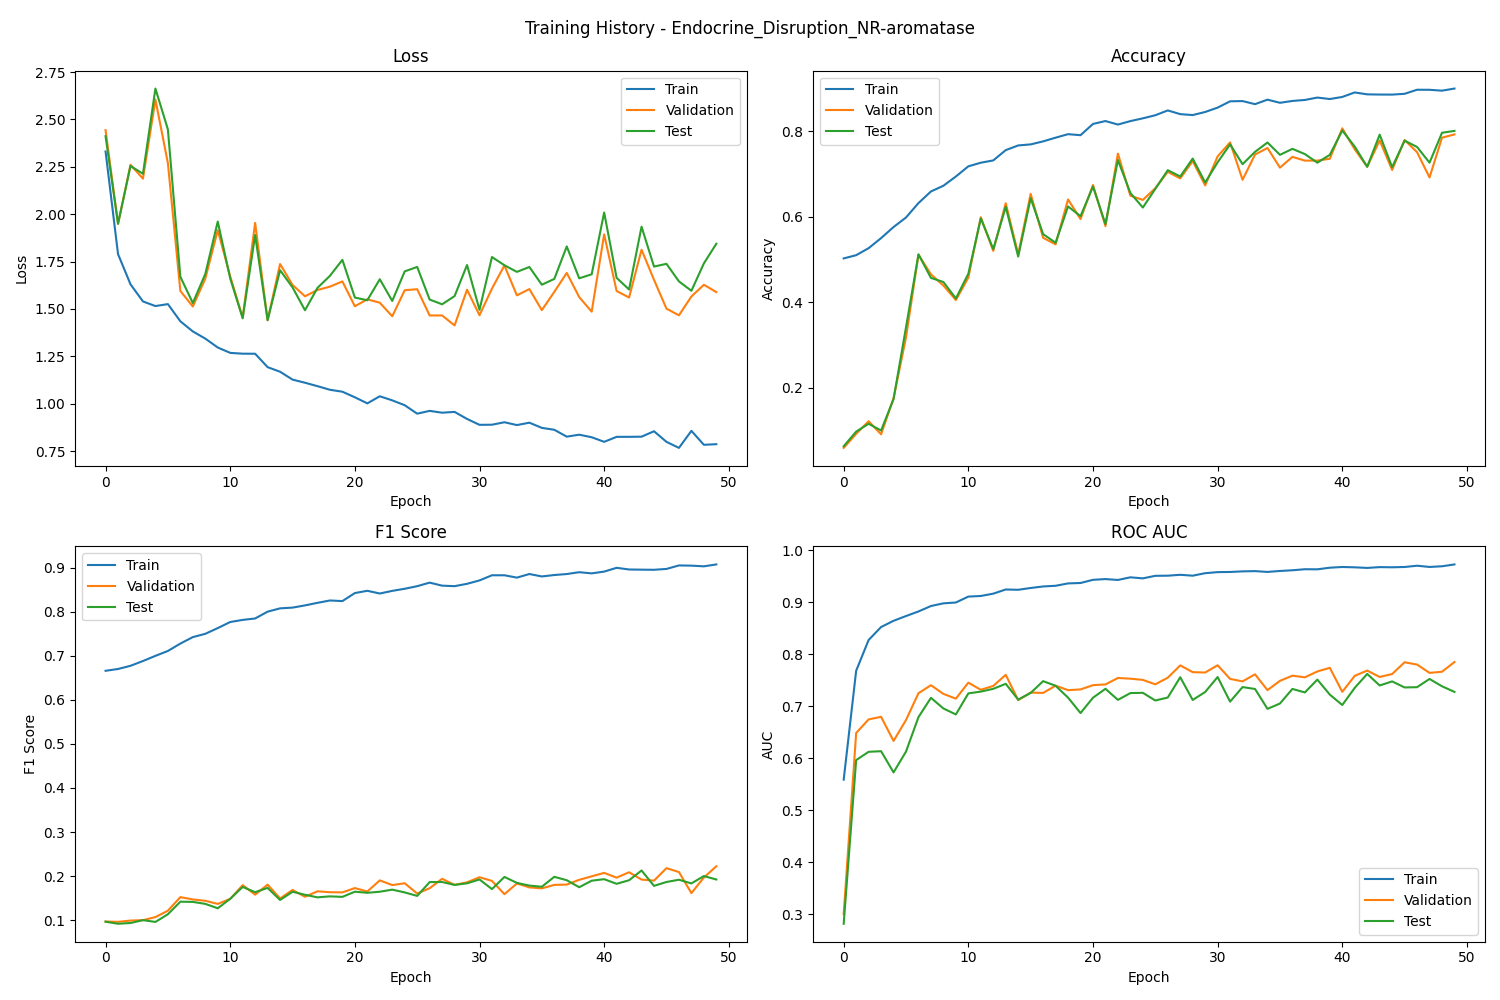 Training History - Endocrine_Disruption_NR-aromatase
Loss
Train
Validation
Test
2.75
2.50
2.25
2.00
1.75
1.50
1.25
1.00
0.75
Loss
0 10 20 30 40 50
Epoch
Accuracy
Train
Validation
Test
0.8
0.6
0.4
0.2
Accuracy
0 10 20 30 40 50
Epoch
F1 Score
Train
Validation
Test
0.9
0.8
0.7
0.6
0.5
0.4
0.3
0.2
0.1
F1 Score
0 10 20 30 40 50
Epoch
ROC AUC
1.0
0.9
0.8
0.7
0.6
0.5
0.4
0.3
AUC
Train
Validation
Test
0 10 20 30 40 50
Epoch